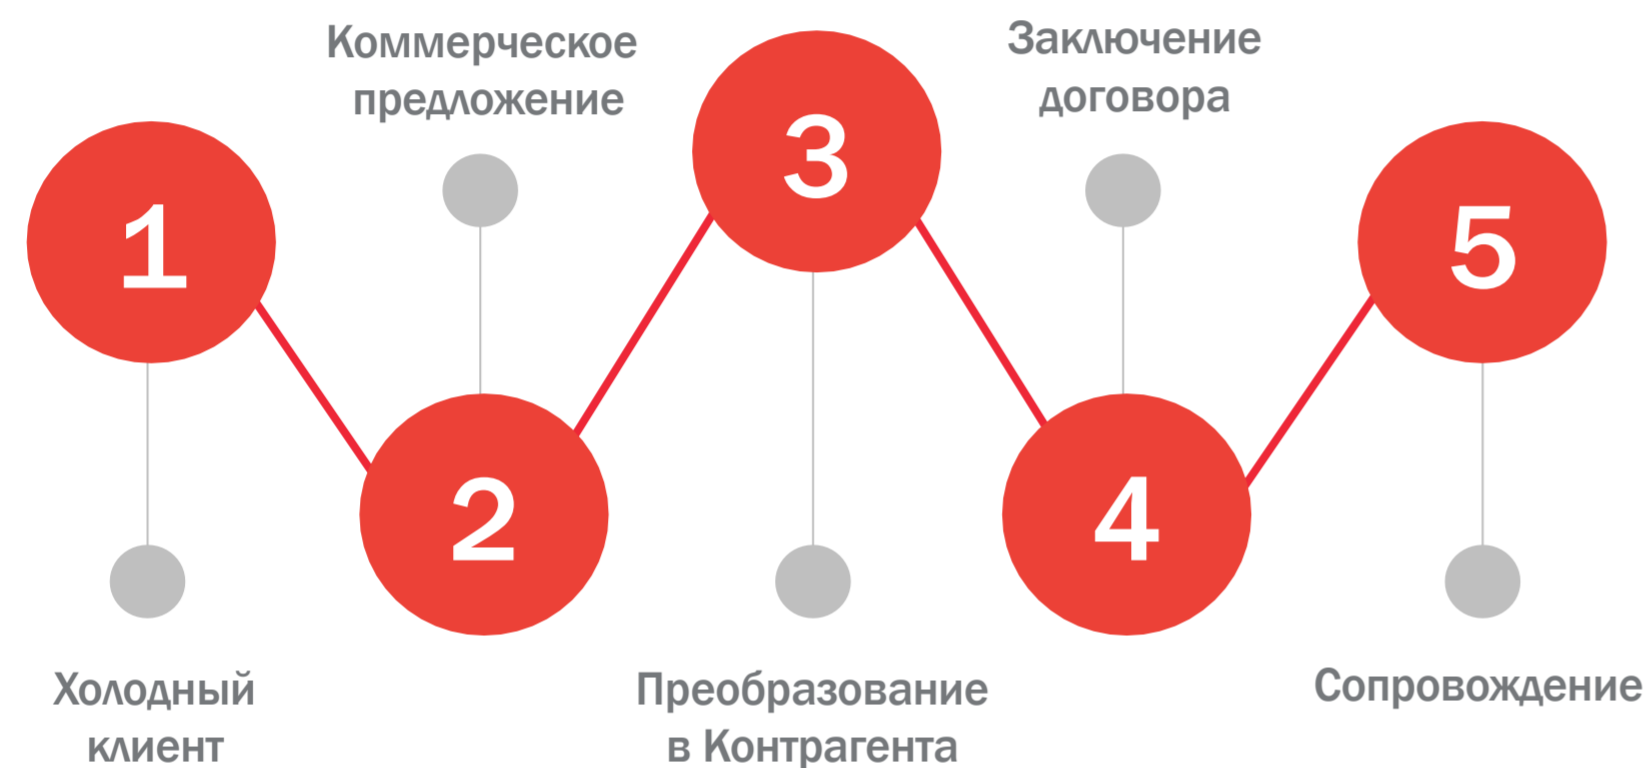 1
Холодный
клиент
2
Коммерческое
предложение
3
Преобразование
в Контрагента
4
Заключение
договора
5
Сопровождение